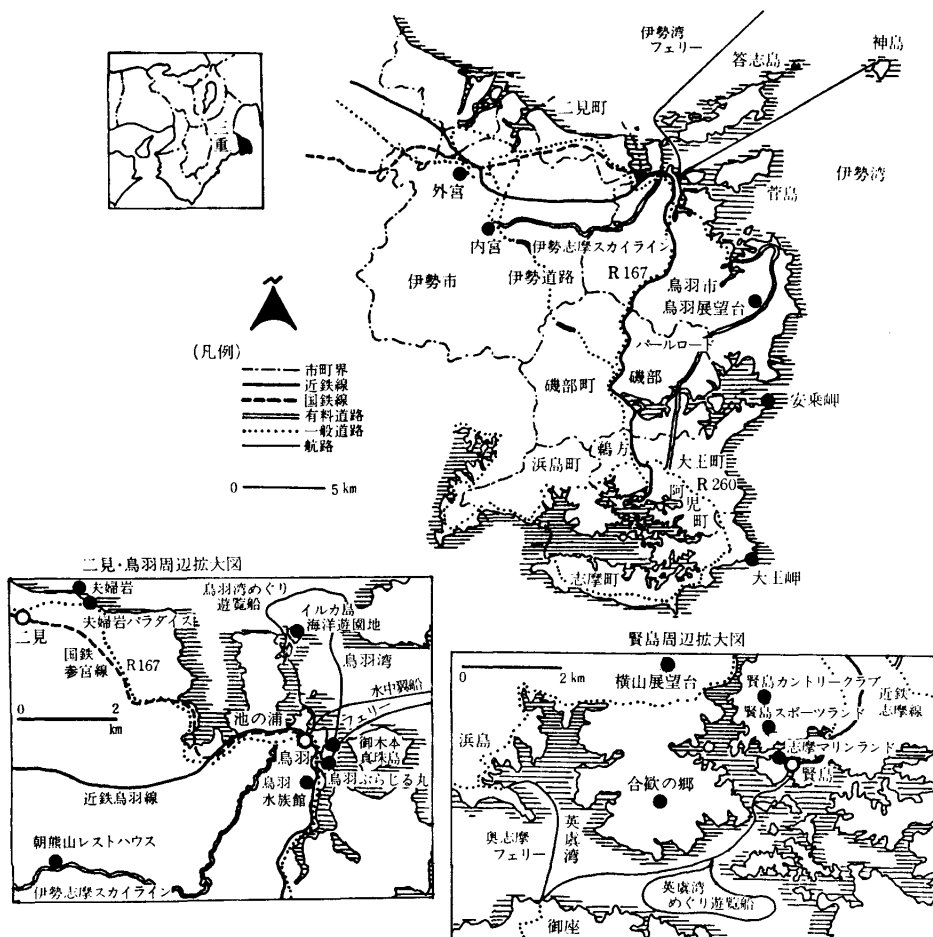 三重
伊勢湾
フェリー
答志島
神島
二見町
外宮
内宮
伊勢志摩スカイライン
菅島
伊勢湾
伊勢市
伊勢道路
R167
鳥羽市
鳥羽展望台
パールロード
磯部町
磯部
安乗岬
浜島町
鵜方
大王町
R260
阿児町
志摩町
大王岬
N
(凡例)
市町界
近鉄線
国鉄線
有料道路
一般道路
航路
0 5km
二見・鳥羽周辺拡大図
夫婦岩
夫婦岩パラダイス
二見
国鉄
参宮線
R167
鳥羽湾めぐり
遊覧船
イルカ島
海洋遊園地
鳥羽湾
水中翼船
フェリー
0 2
km
池の浦
鳥羽
御木本
真珠島
鳥羽ぶらじる丸
鳥羽
水族館
近鉄鳥羽線
朝熊山レストハウス
伊勢志摩スカイライン
賢島周辺拡大図
0 2km
横山展望台
賢島カントリークラブ
近鉄
志摩線
賢島スポーツランド
志摩マリンランド
賢島
浜島
合歓の郷
奥志摩
フェリー
英虞湾
英虞湾
めぐり遊覧船
御座